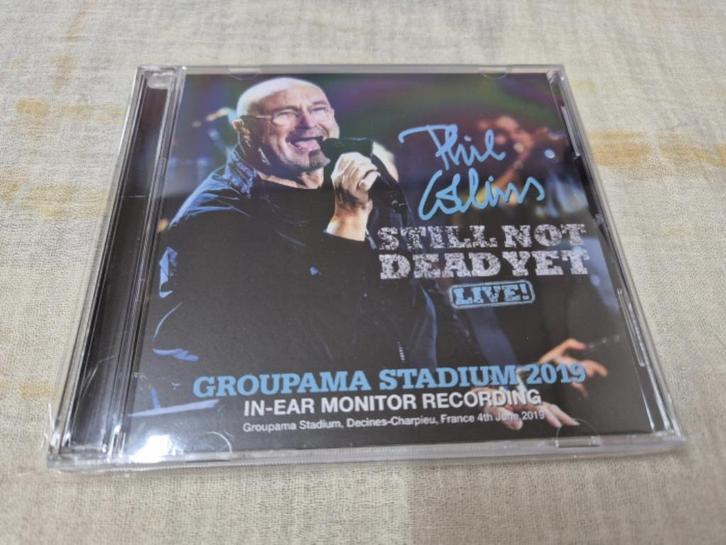 Phil
Collins
STILL NOT
DEAD YET
LIVE!
GROUPAMA STADIUM 2019
IN-EAR MONITOR RECORDING
Groupama Stadium, Decines-Charpieu, France 4th June 2019